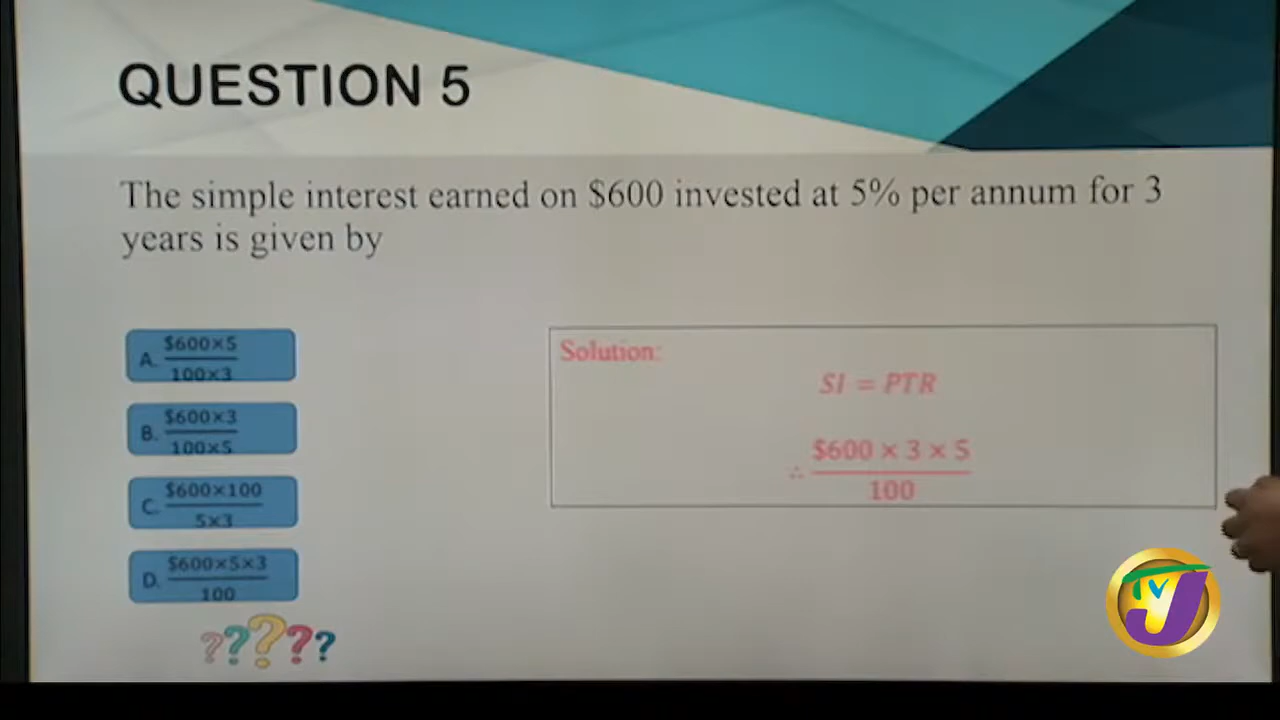 QUESTION 5
The simple interest earned on $600 invested at 5% per annum for 3
years is given by
A. $600×5
100×3
B. $600×3
100×5
C. $600×100
5×3
D. $600×5×3
100
Solution:
SI = PTR
∴ $600 × 3 × 5
100
?????
TVJ